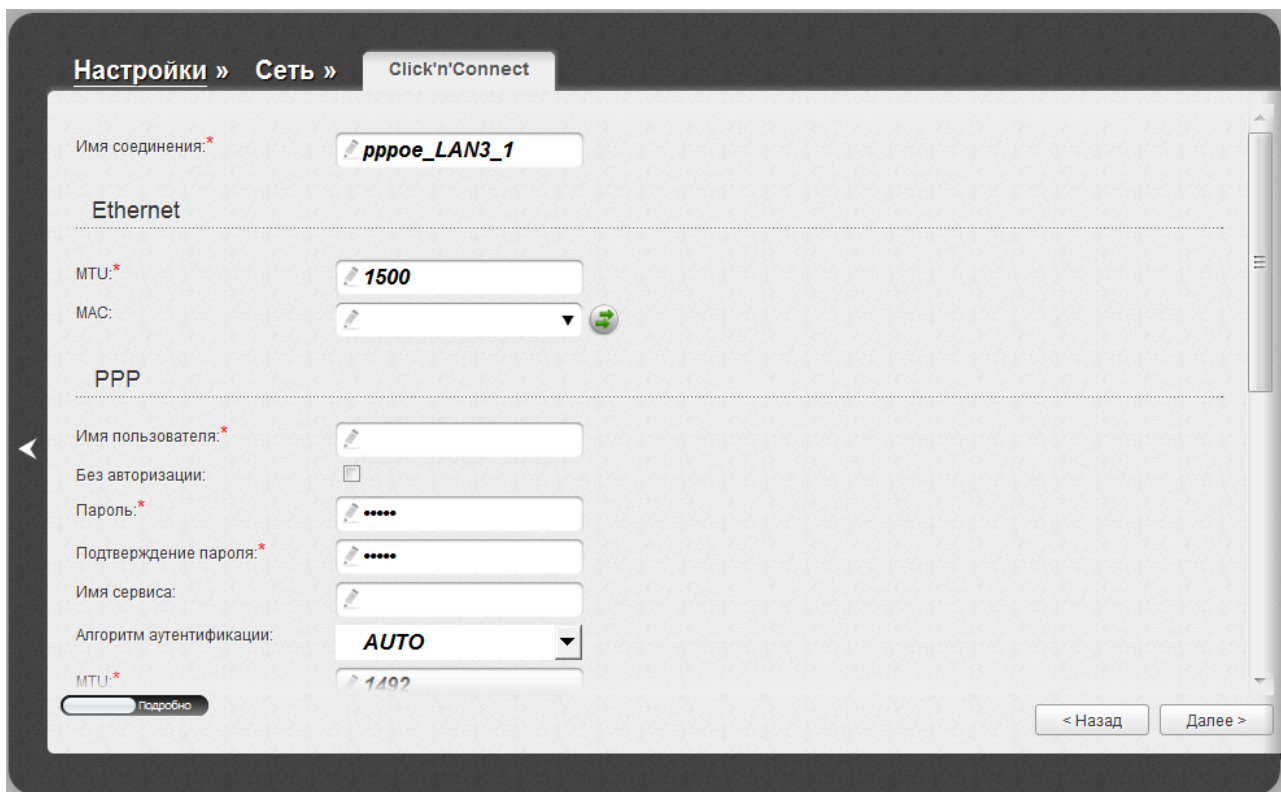 Настройки » Сеть » Click'n'Connect
Имя соединения:* pppoe_LAN3_1
Ethernet
MTU:* 1500
MAC:
PPP
Имя пользователя:*
Без авторизации:
Пароль:* •••••
Подтверждение пароля:* •••••
Имя сервиса:
Алгоритм аутентификации: AUTO
MTU:* 1492
Подробно
< Назад Далее >